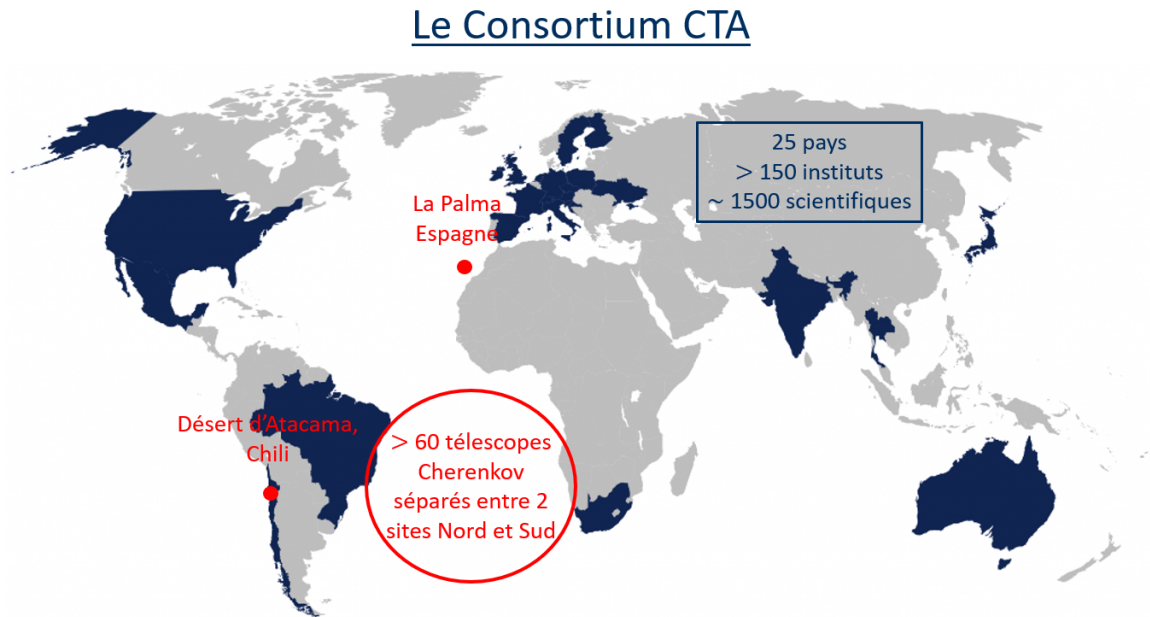 Le Consortium CTA
25 pays
> 150 instituts
~ 1500 scientifiques
La Palma
Espagne
Désert d'Atacama,
Chili
> 60 télescopes
Cherenkov
séparés entre 2
sites Nord et Sud